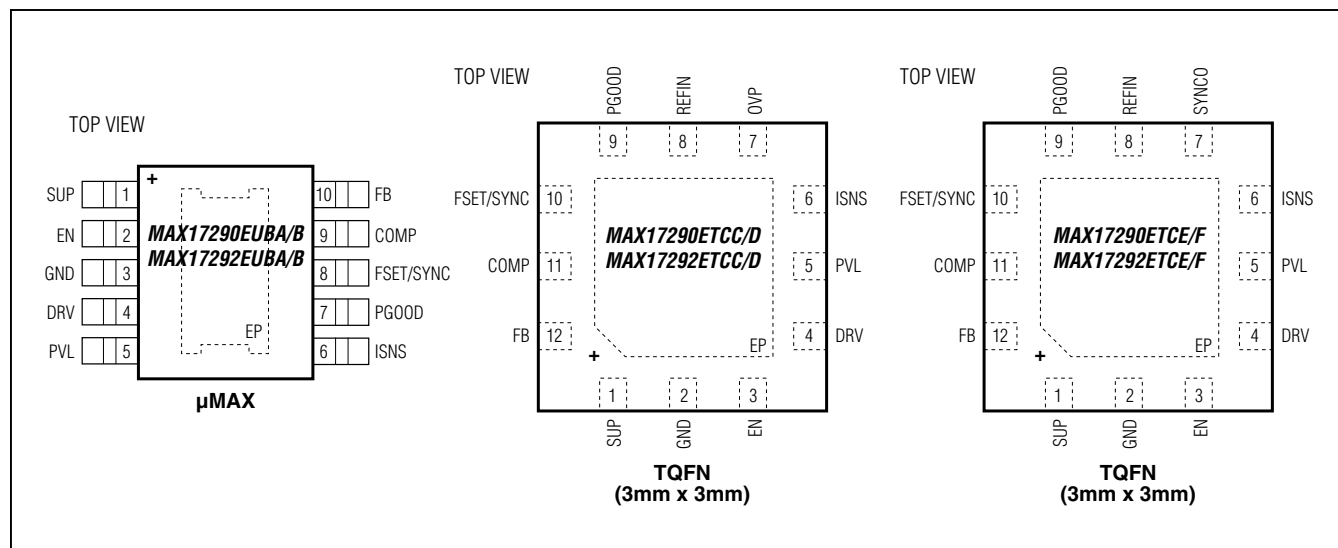 TOP VIEW
+
SUP 1
EN 2
GND 3
DRV 4
PVL 5
10 FB
9 COMP
8 FSET/SYNC
7 PGOOD
6 ISNS
MAX17290EUBA/B
MAX17292EUBA/B
EP
µMAX
TOP VIEW
PGOOD REFIN OVP
9 8 7
FSET/SYNC 10
COMP 11
FB 12
6 ISNS
5 PVL
4 DRV
MAX17290ETCC/D
MAX17292ETCC/D
EP
+
1 2 3
SUP GND EN
TQFN
(3mm x 3mm)
TOP VIEW
PGOOD REFIN SYNCO
9 8 7
FSET/SYNC 10
COMP 11
FB 12
6 ISNS
5 PVL
4 DRV
MAX17290ETCE/F
MAX17292ETCE/F
EP
+
1 2 3
SUP GND EN
TQFN
(3mm x 3mm)